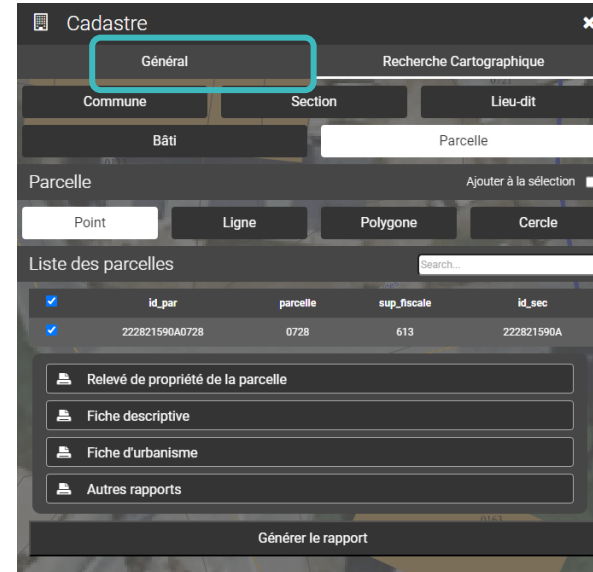 Cadastre
Général Recherche Cartographique
Commune Section Lieu-dit
Bâti Parcelle
Parcelle Ajouter à la sélection
Point Ligne Polygone Cercle
Liste des parcelles Search...
id_par parcelle sup_fiscale id_sec
222821590A0728 0728 613 222821590A
Relevé de propriété de la parcelle
Fiche descriptive
Fiche d'urbanisme
Autres rapports
Générer le rapport